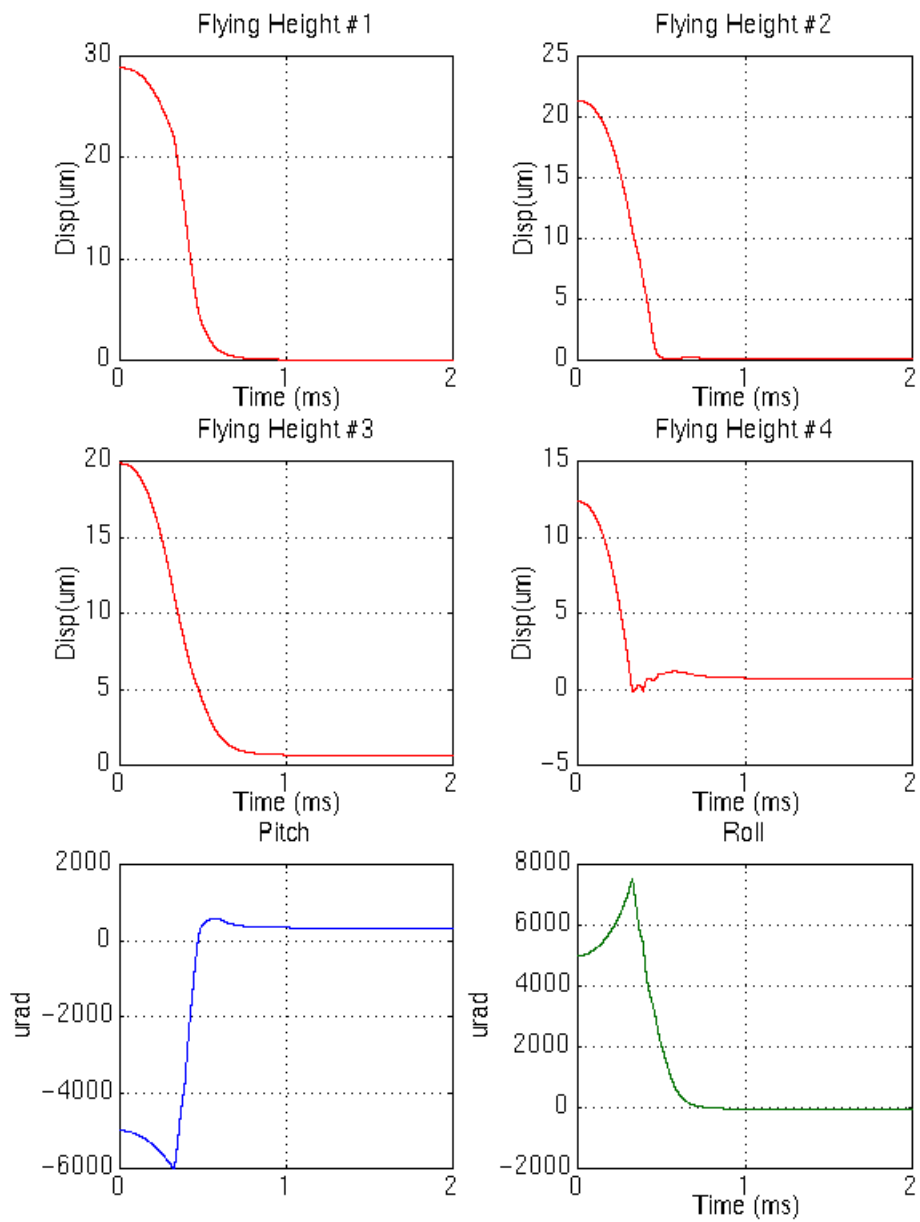 Flying Height #1
30
20
10
0
Disp(um)
0 1 2
Time (ms)
Flying Height #2
25
20
15
10
5
0
Disp(um)
0 1 2
Time (ms)
Flying Height #3
20
15
10
5
0
Disp(um)
0 1 2
Time (ms)
Flying Height #4
15
10
5
0
−5
Disp(um)
0 1 2
Time (ms)
Pitch
2000
0
−2000
−4000
−6000
urad
0 1 2
Roll
8000
6000
4000
2000
0
−2000
urad
0 1 2
Time (ms)